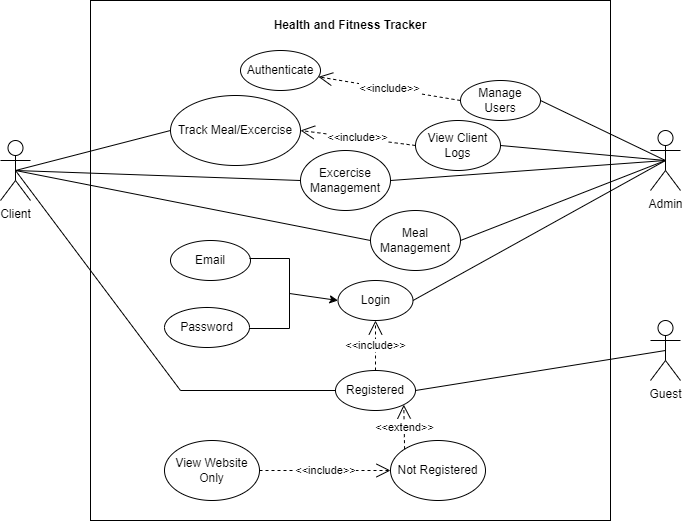 Health and Fitness Tracker
Authenticate
<<include>>
Manage
Users
Track Meal/Excercise
<<include>>
View Client
Logs
Excercise
Management
Client
Admin
Meal
Management
Email
Login
Password
<<include>>
Registered
Guest
<<extend>>
View Website
Only
<<include>>
Not Registered